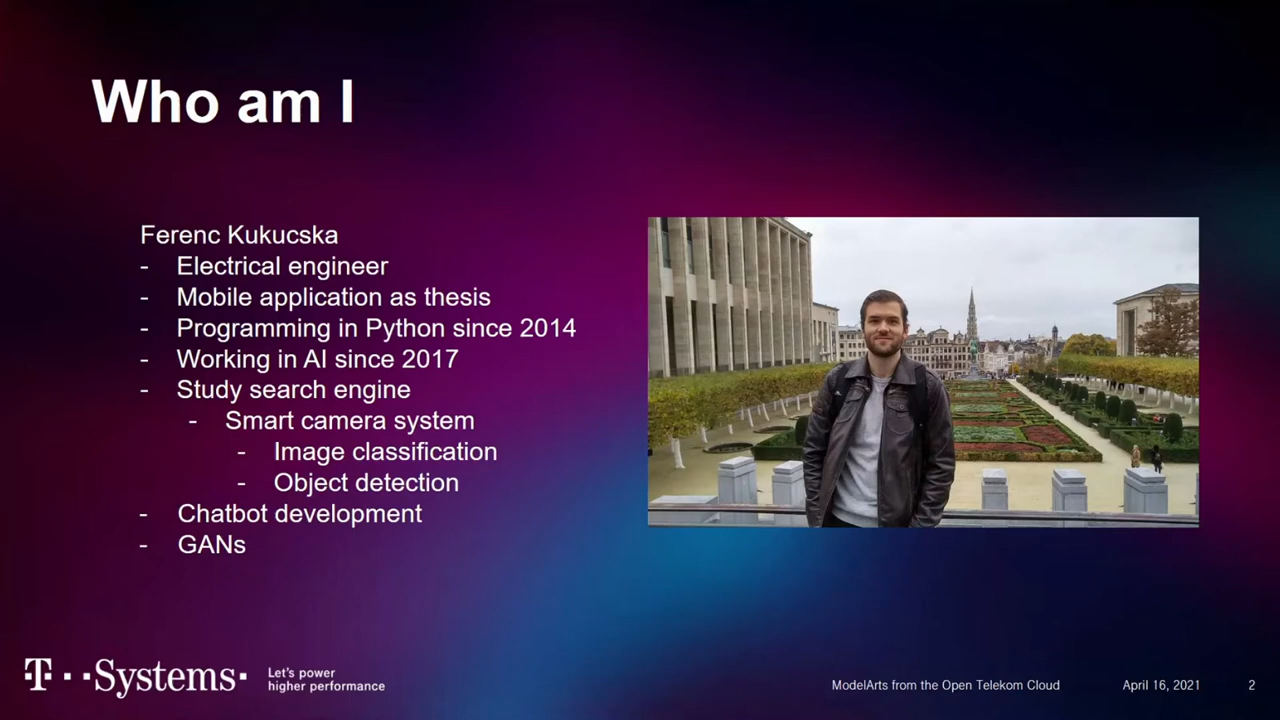 Who am I
Ferenc Kukucska
- Electrical engineer
- Mobile application as thesis
- Programming in Python since 2014
- Working in AI since 2017
- Study search engine
- Smart camera system
- Image classification
- Object detection
- Chatbot development
- GANs
T··Systems·
Let's power
higher performance
ModelArts from the Open Telekom Cloud
April 16, 2021
2